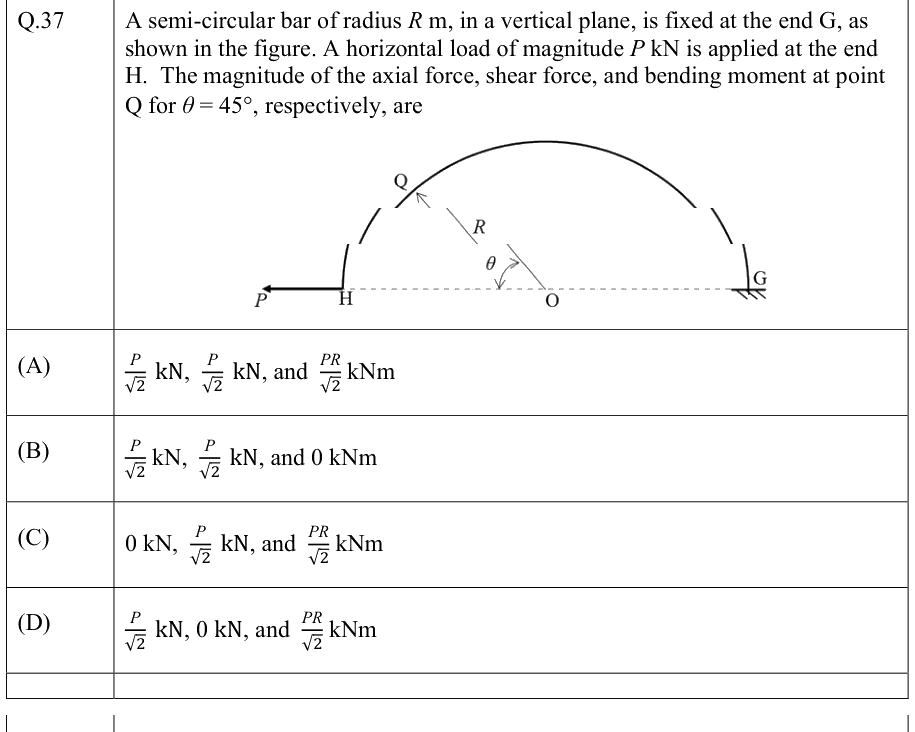 Q.37
A semi-circular bar of radius R m, in a vertical plane, is fixed at the end G, as
shown in the figure. A horizontal load of magnitude P kN is applied at the end
H. The magnitude of the axial force, shear force, and bending moment at point
Q for θ = 45°, respectively, are
Q
R
θ
G
P
H
O
(A)
P/√2 kN, P/√2 kN, and PR/√2 kNm
(B)
P/√2 kN, P/√2 kN, and 0 kNm
(C)
0 kN, P/√2 kN, and PR/√2 kNm
(D)
P/√2 kN, 0 kN, and PR/√2 kNm